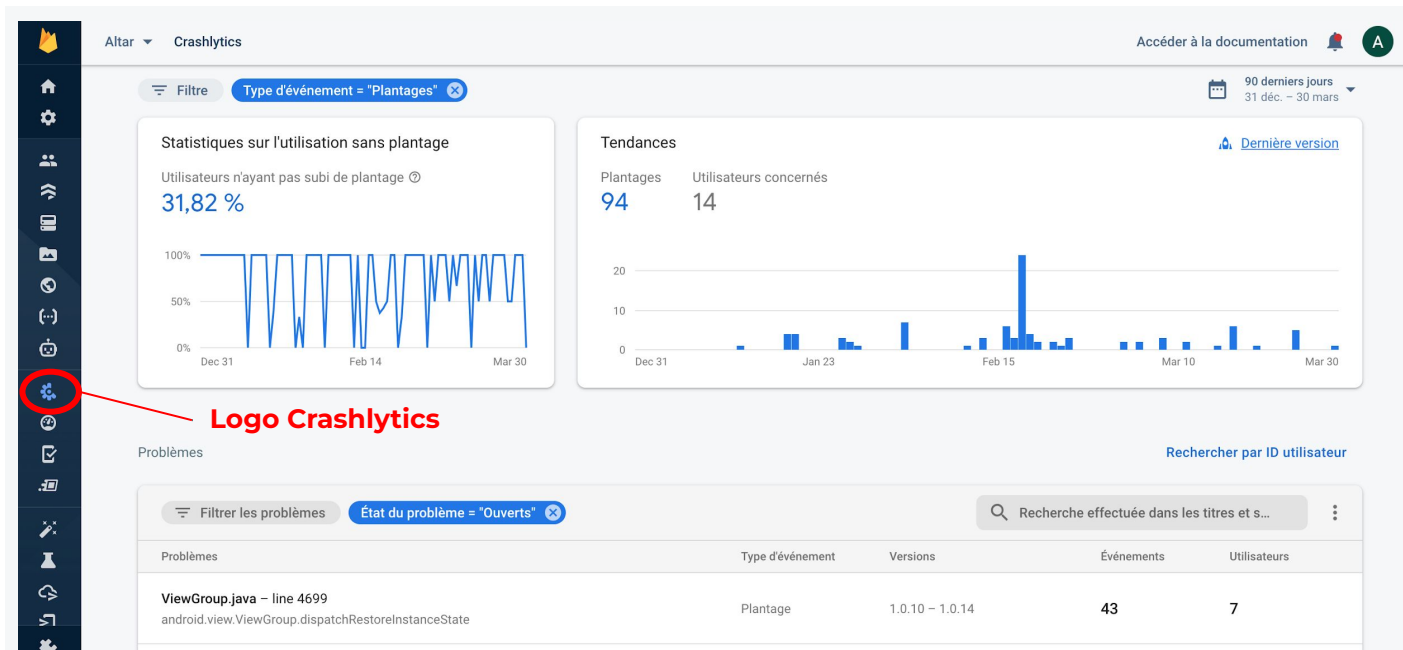 Altar
Crashlytics
Accéder à la documentation
A
Filtre
Type d'événement = "Plantages"
90 derniers jours
31 déc. – 30 mars
Statistiques sur l'utilisation sans plantage
Utilisateurs n'ayant pas subi de plantage
31,82 %
100%
50%
0%
Dec 31
Feb 14
Mar 30
Tendances
Dernière version
Plantages
Utilisateurs concernés
94
14
20
10
0
Dec 31
Jan 23
Feb 15
Mar 10
Mar 30
Logo Crashlytics
Problèmes
Rechercher par ID utilisateur
Filtrer les problèmes
État du problème = "Ouverts"
Recherche effectuée dans les titres et s...
Problèmes
Type d'événement
Versions
Événements
Utilisateurs
ViewGroup.java – line 4699
android.view.ViewGroup.dispatchRestoreInstanceState
Plantage
1.0.10 – 1.0.14
43
7